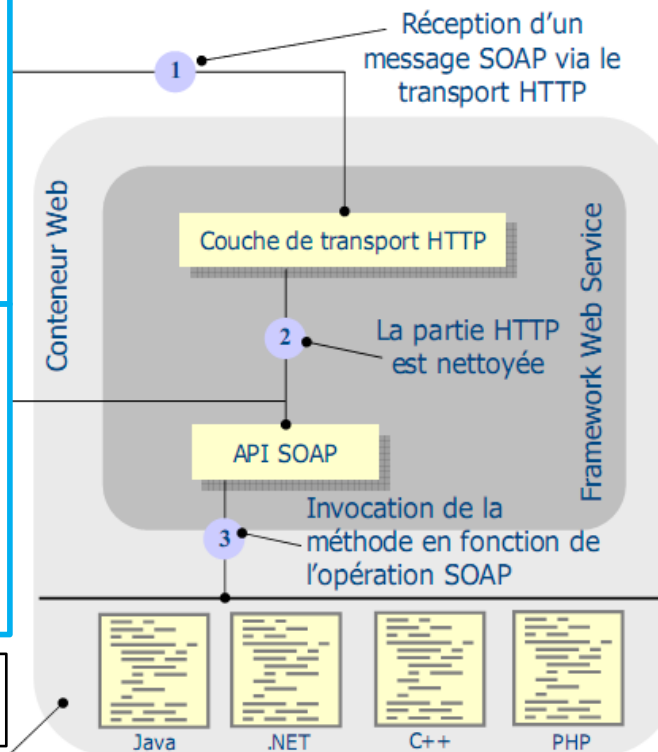 Réception d'un
message SOAP via le
transport HTTP
1
Conteneur Web
Framework Web Service
Couche de transport HTTP
2
La partie HTTP
est nettoyée
API SOAP
3
Invocation de la
méthode en fonction de
l'opération SOAP
Java
.NET
C++
PHP